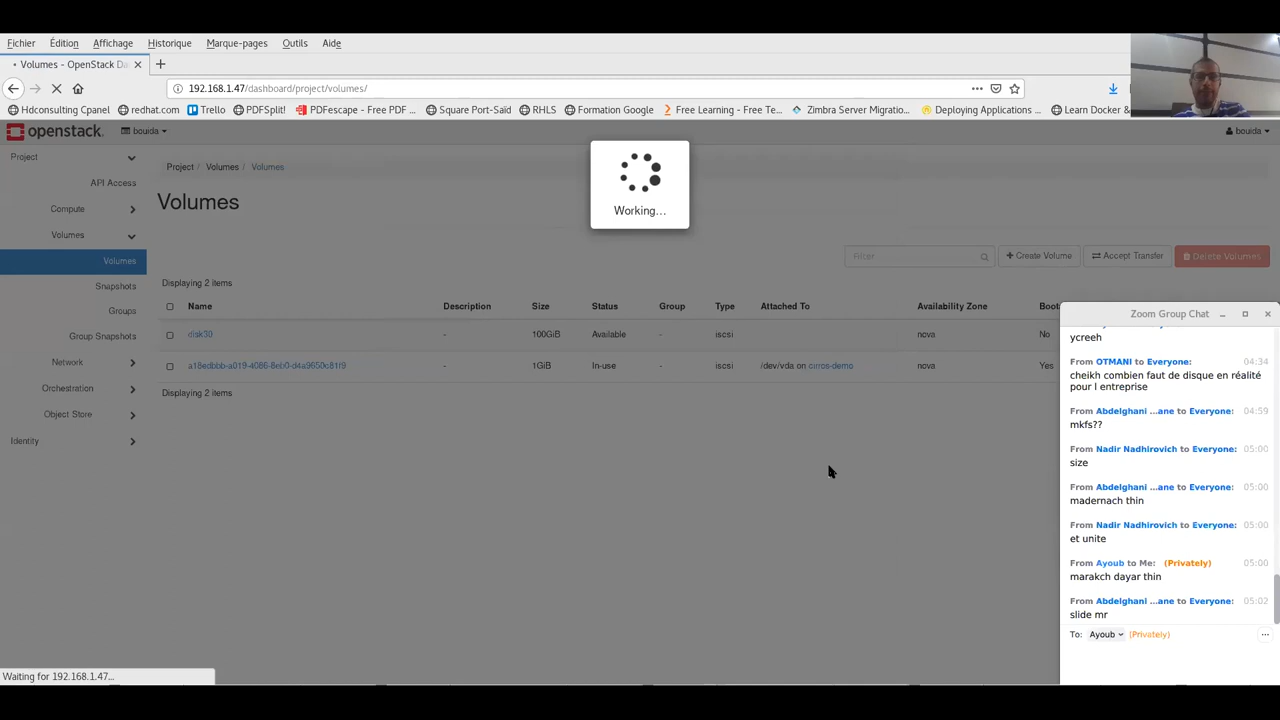 Fichier Édition Affichage Historique Marque-pages Outils Aide
Volumes - OpenStack Da
192.168.1.47/dashboard/project/volumes/
Hdconsulting Cpanel redhat.com Trello PDFSplit! PDFescape - Free PDF ... Square Port-Saïd RHLS Formation Google Free Learning - Free Te... Zimbra Server Migratio... Deploying Applications ... Learn Docker &
openstack. bouida bouida
Project
API Access
Compute
Volumes
Volumes
Snapshots
Groups
Group Snapshots
Network
Orchestration
Object Store
Identity
Project / Volumes / Volumes
Volumes
Working...
Filter + Create Volume Accept Transfer Delete Volumes
Displaying 2 items
Name Description Size Status Group Type Attached To Availability Zone Boot
disk30 - 100GiB Available - iscsi nova No
- 1GiB In-use - iscsi /dev/vda on cirros-demo nova Yes
Displaying 2 items
Zoom Group Chat
ycreeh
From OTMANI to Everyone: 04:34
cheikh combien faut de disque en réalité
pour l entreprise
From Abdelghani ...ane to Everyone: 04:59
mkfs??
From Nadir Nadhirovich to Everyone: 05:00
size
From Abdelghani ...ane to Everyone: 05:00
madernach thin
From Nadir Nadhirovich to Everyone: 05:00
et unite
From Ayoub to Me: (Privately) 05:00
marakch dayar thin
From Abdelghani ...ane to Everyone: 05:02
slide mr
To: Ayoub (Privately) ...
Waiting for 192.168.1.47...